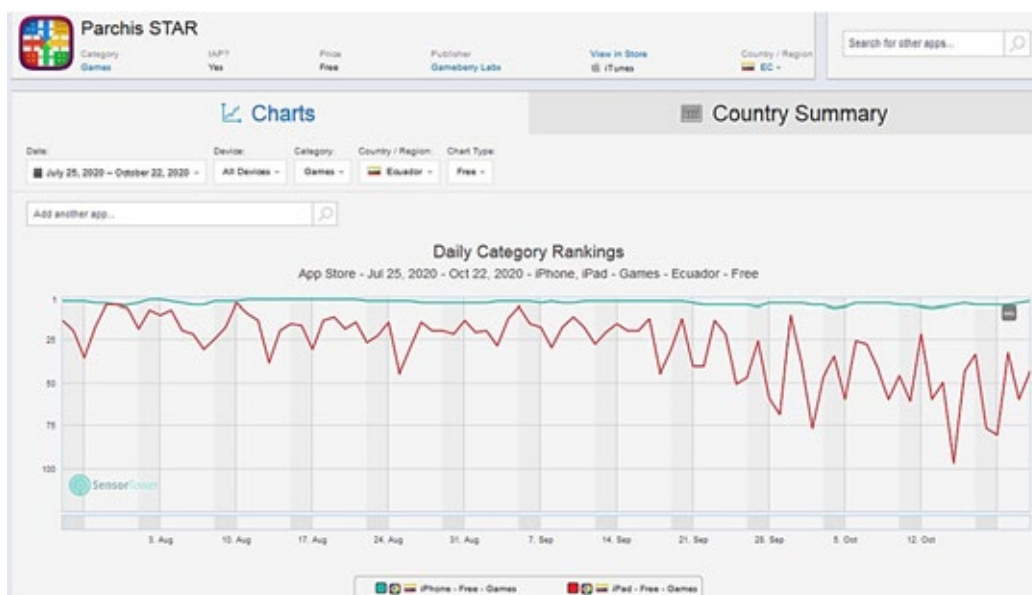 Parchis STAR
Category IAP? Price Publisher View in Store Country / Region
Games Yes Free Gameberry Labs iTunes EC
Search for other apps...
Charts Country Summary
Date: Device: Category: Country / Region: Chart Type:
July 25, 2020 – October 22, 2020 All Devices Games Ecuador Free
Add another app...
Daily Category Rankings
App Store - Jul 25, 2020 - Oct 22, 2020 - iPhone, iPad - Games - Ecuador - Free
1
25
50
75
100
SensorTower
3. Aug 10. Aug 17. Aug 24. Aug 31. Aug 7. Sep 14. Sep 21. Sep 28. Sep 5. Oct 12. Oct
iPhone - Free - Games iPad - Free - Games